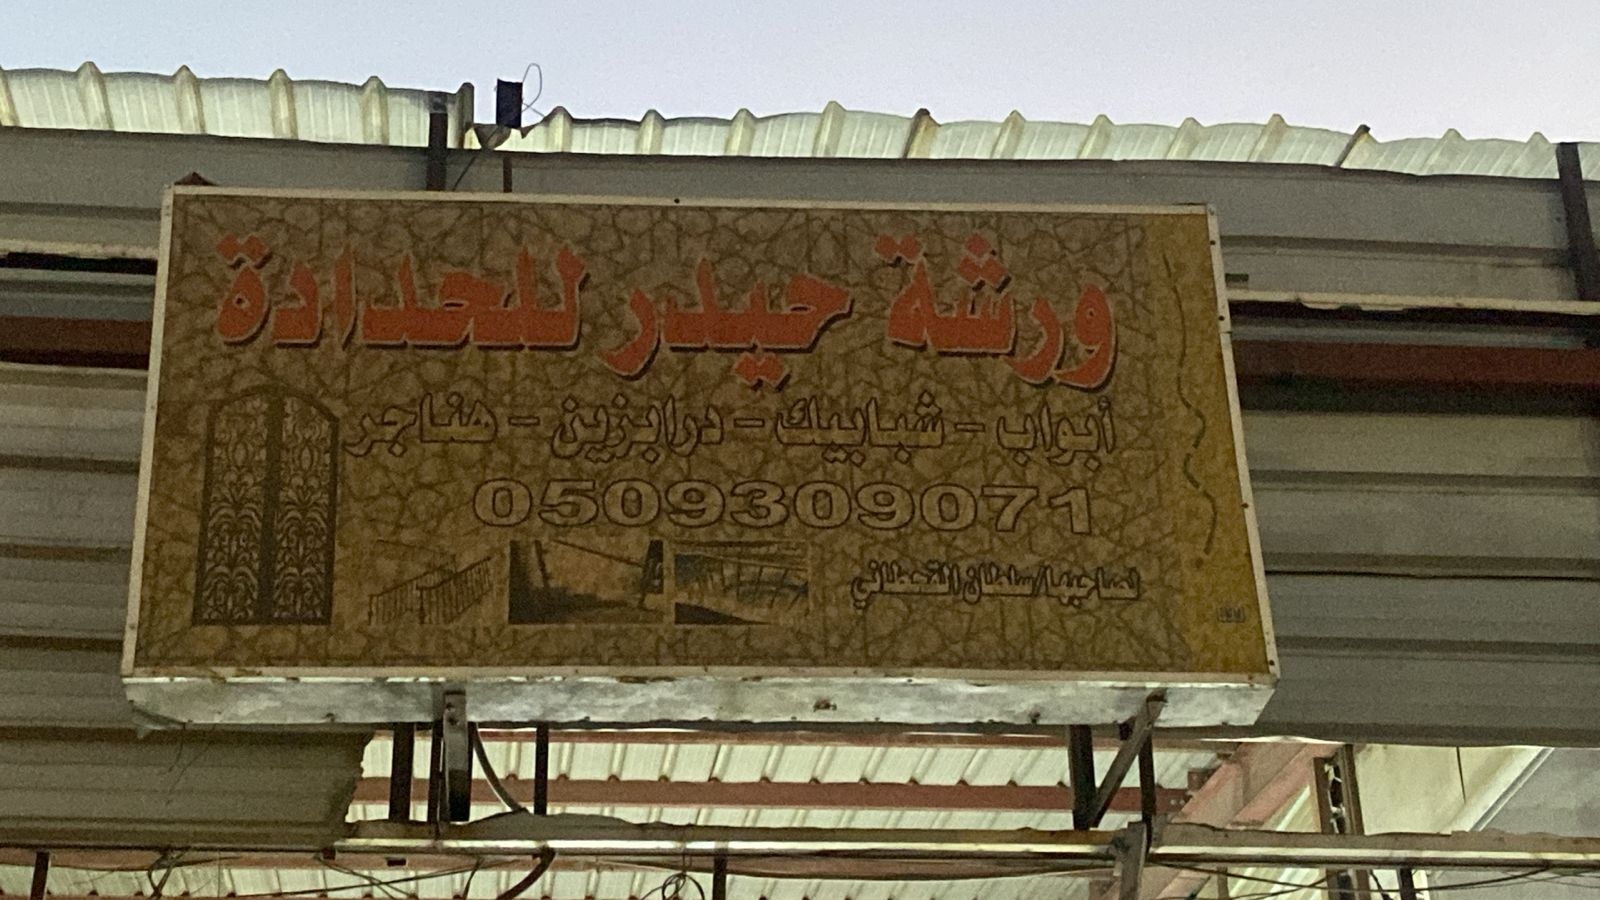 ورشة حيدر للحدادة
أبواب - شبابيك - درابزين - هناجر
0509309071
لصاحبها/سلطان القحطاني